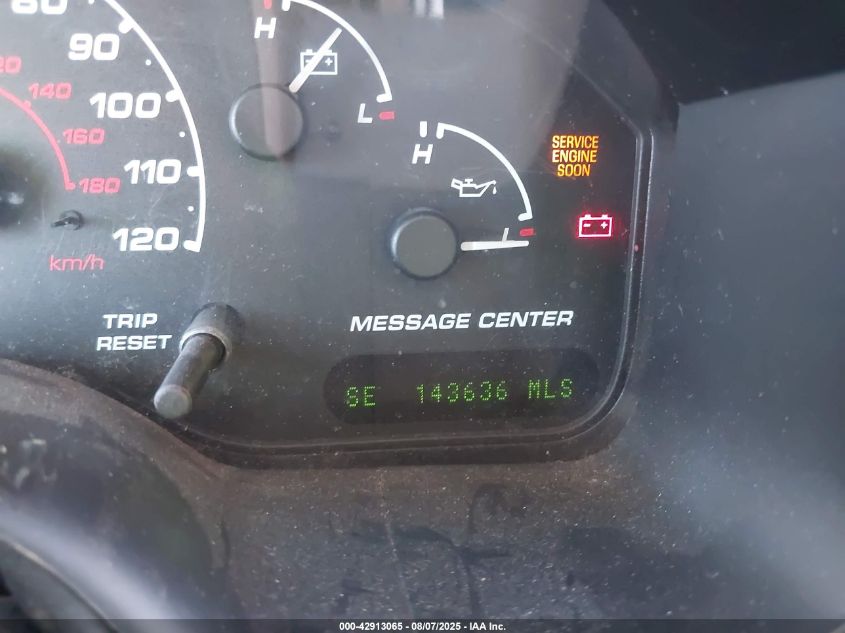 90
100
110
120
140
160
180
km/h
H
L
H
L
SERVICE
ENGINE
SOON
TRIP
RESET
MESSAGE CENTER
SE 143636 MLS
000-42913065 - 08/07/2025 - IAA Inc.